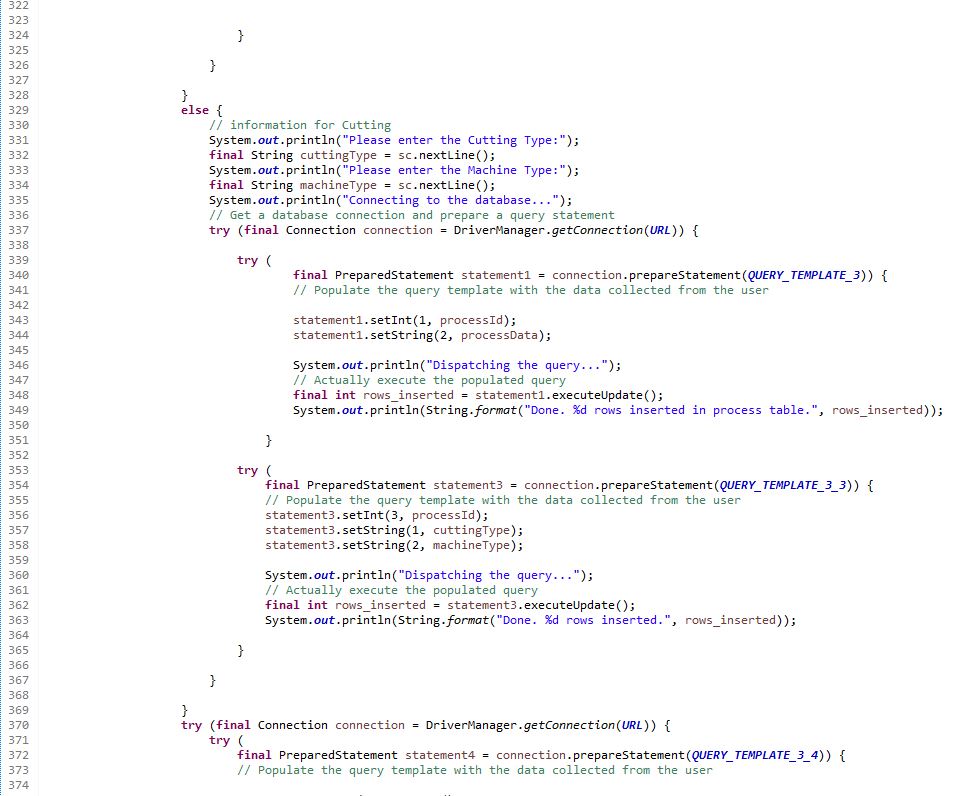 322
323
324 }
325
326 }
327
328 }
329 else {
330 // information for Cutting
331 System.out.println("Please enter the Cutting Type:");
332 final String cuttingType = sc.nextLine();
333 System.out.println("Please enter the Machine Type:");
334 final String machineType = sc.nextLine();
335 System.out.println("Connecting to the database...");
336 // Get a database connection and prepare a query statement
337 try (final Connection connection = DriverManager.getConnection(URL)) {
338
339 try (
340 final PreparedStatement statement1 = connection.prepareStatement(QUERY_TEMPLATE_3)) {
341 // Populate the query template with the data collected from the user
342
343 statement1.setInt(1, processId);
344 statement1.setString(2, processData);
345
346 System.out.println("Dispatching the query...");
347 // Actually execute the populated query
348 final int rows_inserted = statement1.executeUpdate();
349 System.out.println(String.format("Done. %d rows inserted in process table.", rows_inserted));
350
351 }
352
353 try (
354 final PreparedStatement statement3 = connection.prepareStatement(QUERY_TEMPLATE_3_3)) {
355 // Populate the query template with the data collected from the user
356 statement3.setInt(3, processId);
357 statement3.setString(1, cuttingType);
358 statement3.setString(2, machineType);
359
360 System.out.println("Dispatching the query...");
361 // Actually execute the populated query
362 final int rows_inserted = statement3.executeUpdate();
363 System.out.println(String.format("Done. %d rows inserted.", rows_inserted));
364
365 }
366
367 }
368
369 }
370 try (final Connection connection = DriverManager.getConnection(URL)) {
371 try (
372 final PreparedStatement statement4 = connection.prepareStatement(QUERY_TEMPLATE_3_4)) {
373 // Populate the query template with the data collected from the user
374